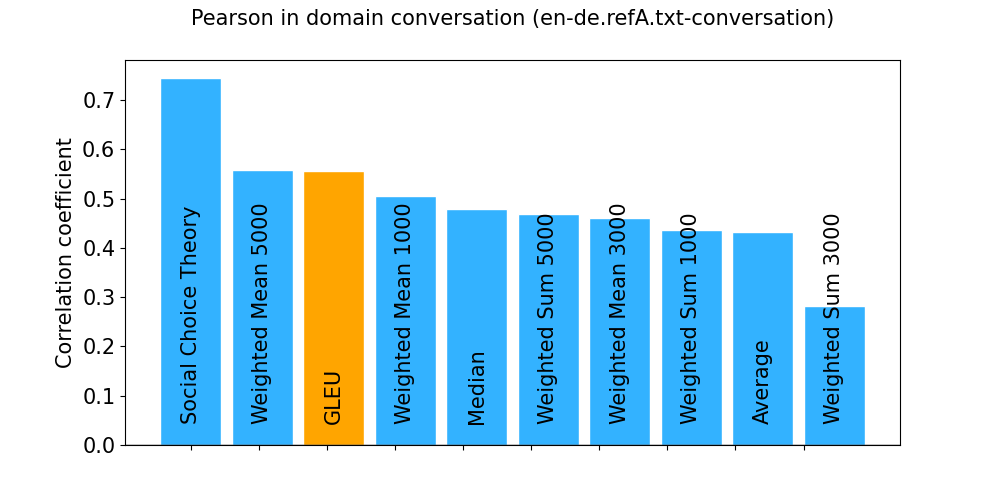 Pearson in domain conversation (en-de.refA.txt-conversation)
Correlation coefficient
0.7
0.6
0.5
0.4
0.3
0.2
0.1
0.0
Social Choice Theory
Weighted Mean 5000
GLEU
Weighted Mean 1000
Median
Weighted Sum 5000
Weighted Mean 3000
Weighted Sum 1000
Average
Weighted Sum 3000